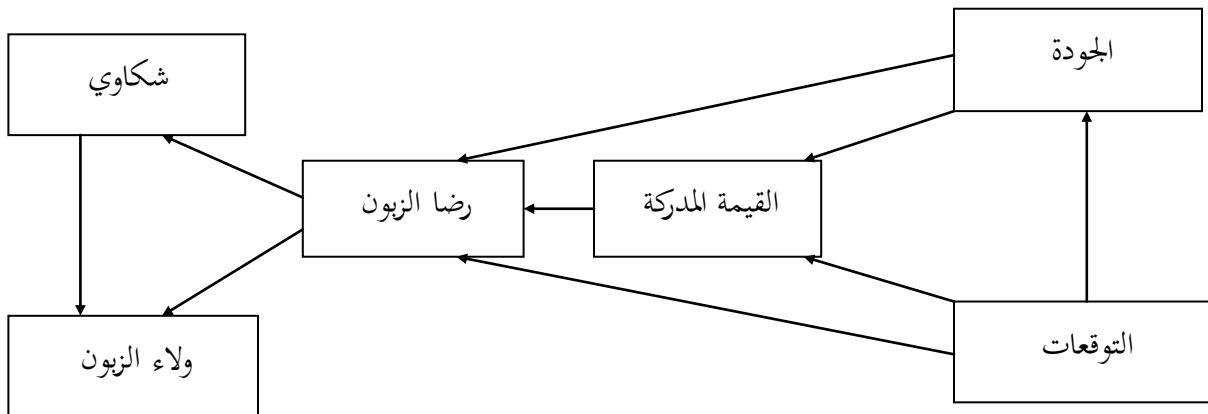 الجودة
شكاوي
القيمة المدركة
رضا الزبون
التوقعات
ولاء الزبون